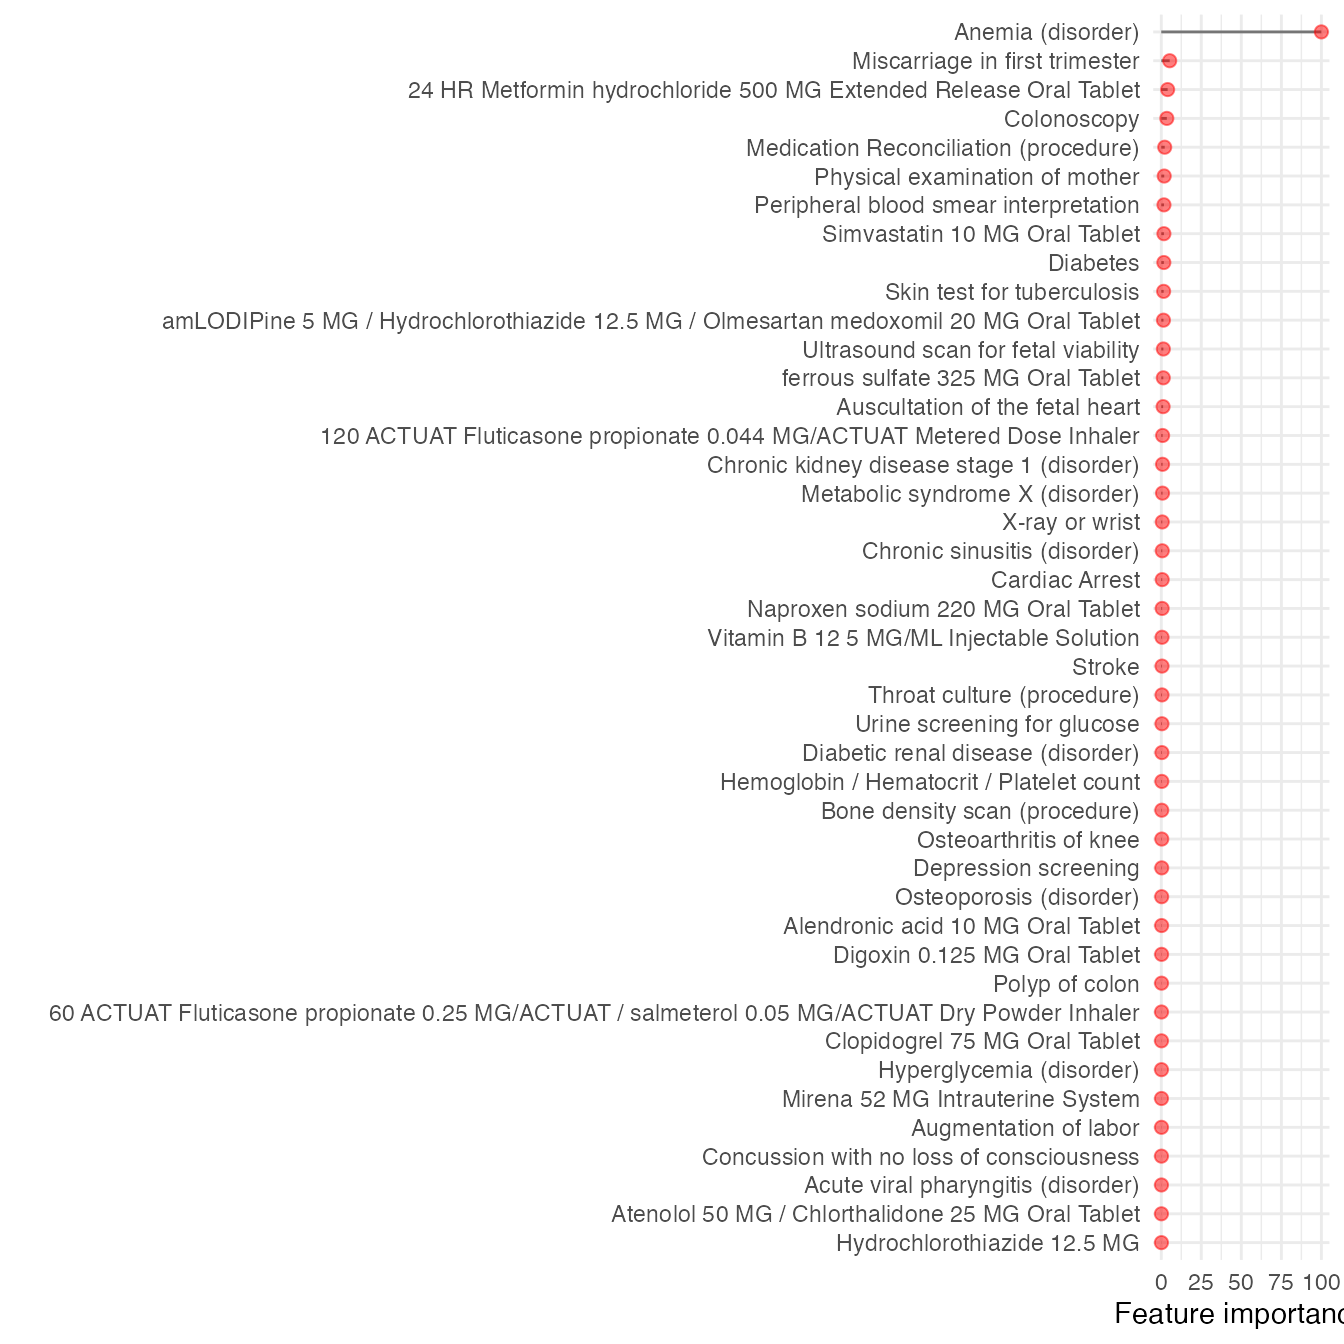 Anemia (disorder)
Miscarriage in first trimester
24 HR Metformin hydrochloride 500 MG Extended Release Oral Tablet
Colonoscopy
Medication Reconciliation (procedure)
Physical examination of mother
Peripheral blood smear interpretation
Simvastatin 10 MG Oral Tablet
Diabetes
Skin test for tuberculosis
amLODIPine 5 MG / Hydrochlorothiazide 12.5 MG / Olmesartan medoxomil 20 MG Oral Tablet
Ultrasound scan for fetal viability
ferrous sulfate 325 MG Oral Tablet
Auscultation of the fetal heart
120 ACTUAT Fluticasone propionate 0.044 MG/ACTUAT Metered Dose Inhaler
Chronic kidney disease stage 1 (disorder)
Metabolic syndrome X (disorder)
X-ray or wrist
Chronic sinusitis (disorder)
Cardiac Arrest
Naproxen sodium 220 MG Oral Tablet
Vitamin B 12 5 MG/ML Injectable Solution
Stroke
Throat culture (procedure)
Urine screening for glucose
Diabetic renal disease (disorder)
Hemoglobin / Hematocrit / Platelet count
Bone density scan (procedure)
Osteoarthritis of knee
Depression screening
Osteoporosis (disorder)
Alendronic acid 10 MG Oral Tablet
Digoxin 0.125 MG Oral Tablet
Polyp of colon
60 ACTUAT Fluticasone propionate 0.25 MG/ACTUAT / salmeterol 0.05 MG/ACTUAT Dry Powder Inhaler
Clopidogrel 75 MG Oral Tablet
Hyperglycemia (disorder)
Mirena 52 MG Intrauterine System
Augmentation of labor
Concussion with no loss of consciousness
Acute viral pharyngitis (disorder)
Atenolol 50 MG / Chlorthalidone 25 MG Oral Tablet
Hydrochlorothiazide 12.5 MG
0 25 50 75 100
Feature importanc